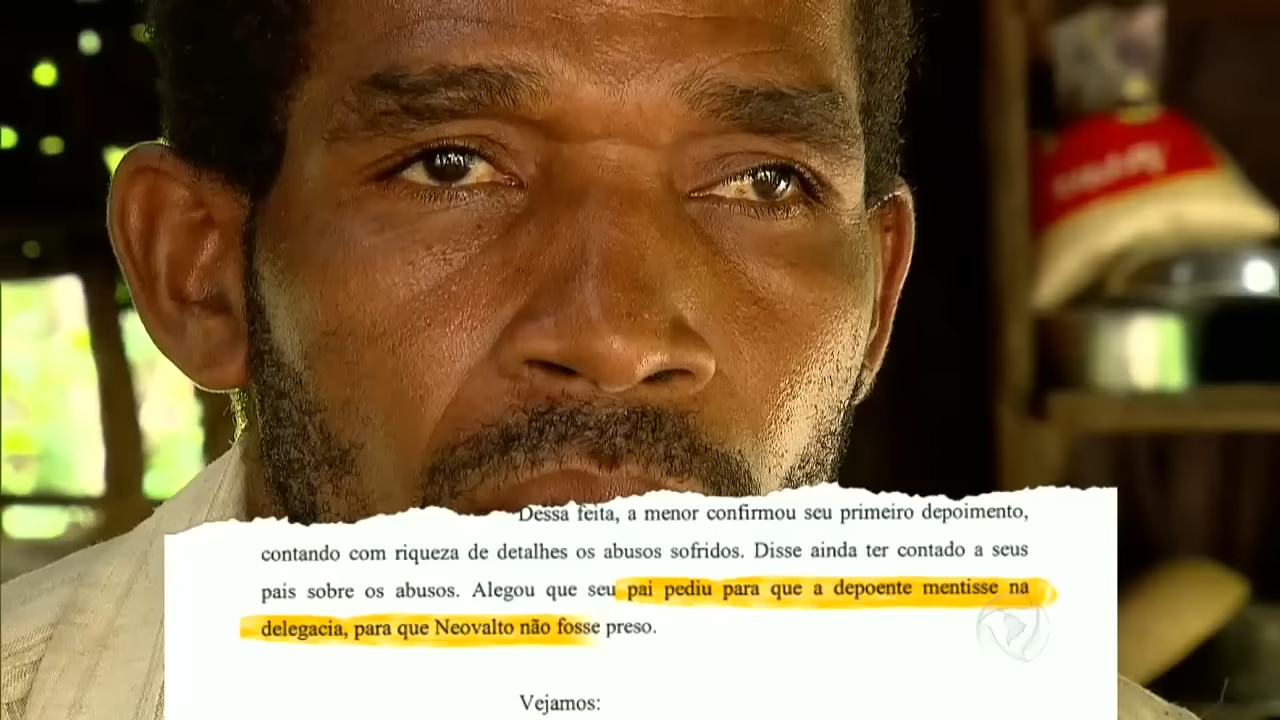 Dessa feita, a menor confirmou seu primeiro depoimento,
contando com riqueza de detalhes os abusos sofridos. Disse ainda ter contado a seus
pais sobre os abusos. Alegou que seu pai pediu para que a depoente mentisse na
delegacia, para que Neovalto não fosse preso.
Vejamos: